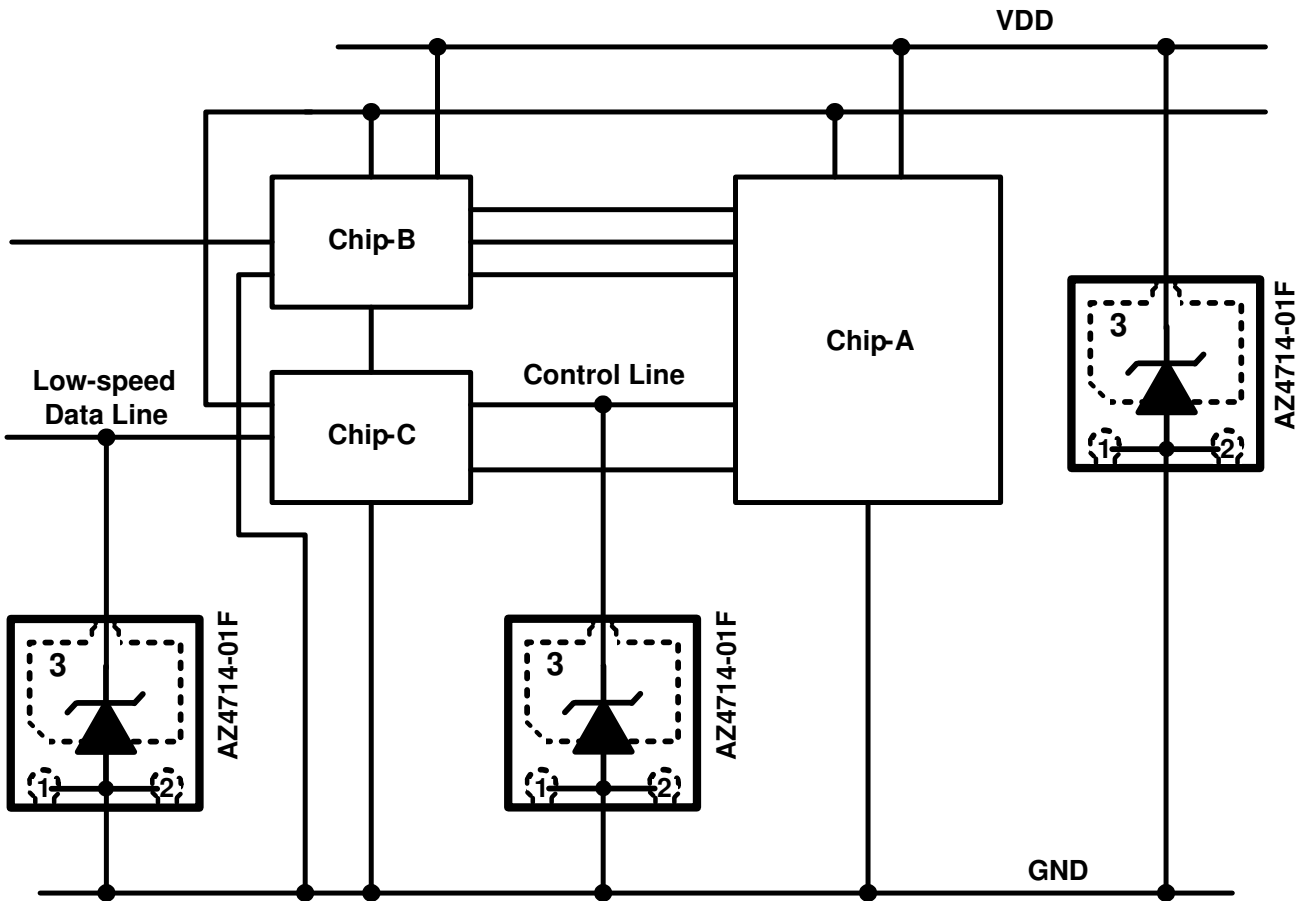 VDD
Chip-B
Chip-A
3
AZ4714-01F
1
2
Low-speed
Data Line
Control Line
Chip-C
3
AZ4714-01F
1
2
3
AZ4714-01F
1
2
GND